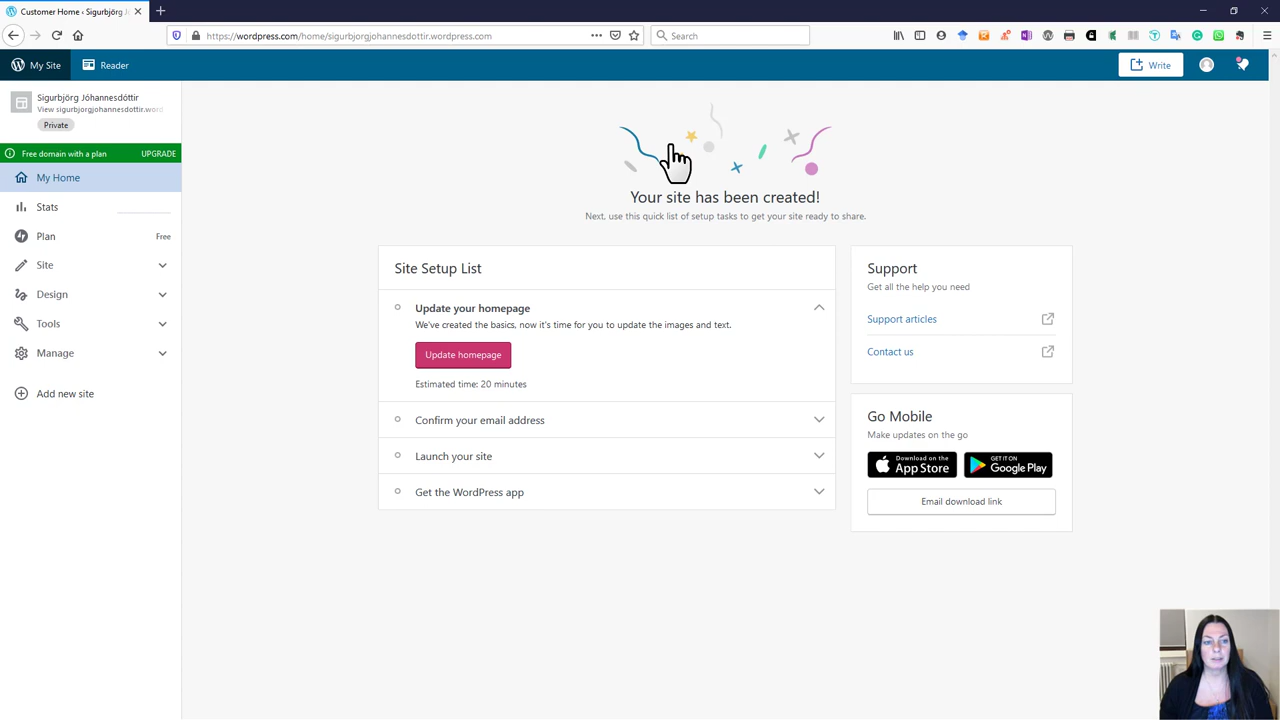 Customer Home ‹ Sigurbjörg J
https://wordpress.com/home/sigurbjorgjohannesdottir.wordpress.com
Search
My Site
Reader
Write
Sigurbjörg Jóhannesdóttir
View sigurbjorgjohannesdottir.word
Private
Free domain with a plan UPGRADE
My Home
Stats
Plan Free
Site
Design
Tools
Manage
Add new site
Your site has been created!
Next, use this quick list of setup tasks to get your site ready to share.
Site Setup List
Update your homepage
We've created the basics, now it's time for you to update the images and text.
Update homepage
Estimated time: 20 minutes
Confirm your email address
Launch your site
Get the WordPress app
Support
Get all the help you need
Support articles
Contact us
Go Mobile
Make updates on the go
Download on the
App Store
GET IT ON
Google Play
Email download link